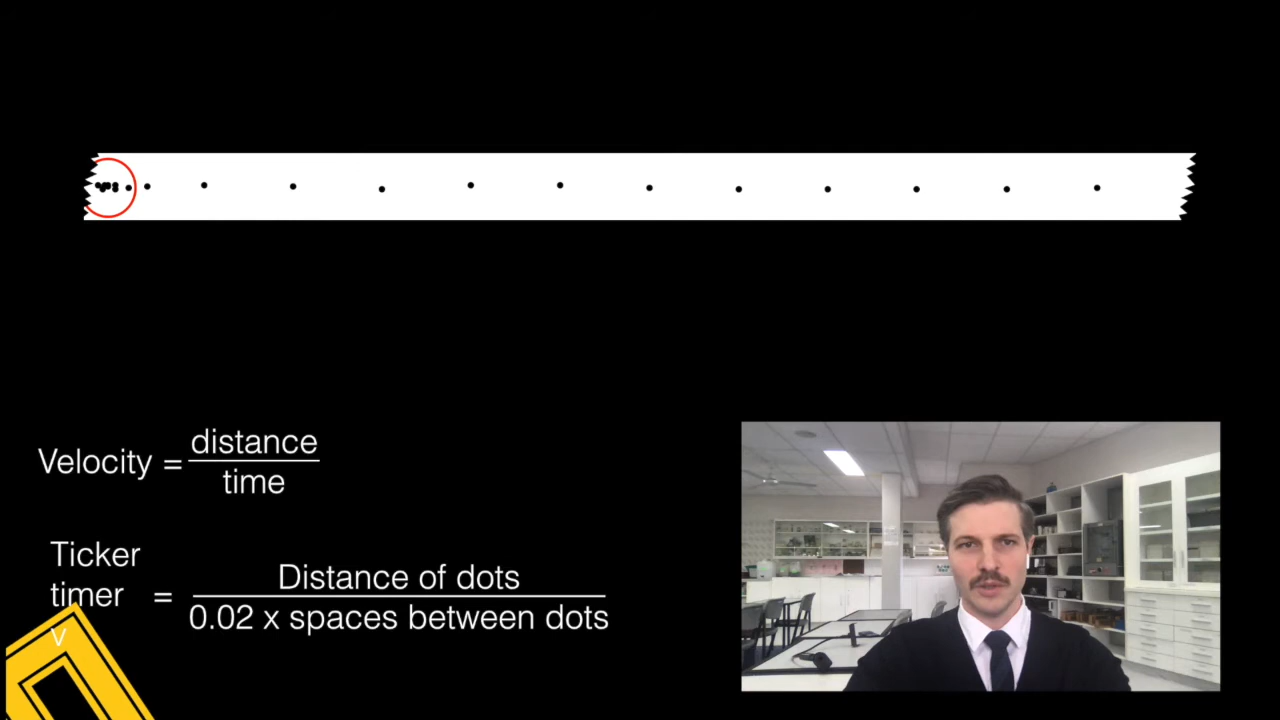 Velocity = distance
time
Ticker
timer = Distance of dots
0.02 x spaces between dots
v